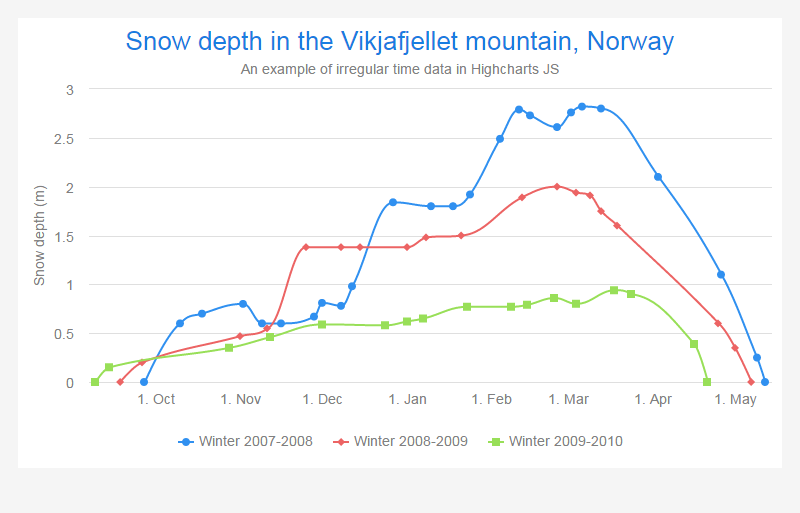 Snow depth in the Vikjafjellet mountain, Norway
An example of irregular time data in Highcharts JS
Snow depth (m)
3
2.5
2
1.5
1
0.5
0
1. Oct 1. Nov 1. Dec 1. Jan 1. Feb 1. Mar 1. Apr 1. May
Winter 2007-2008 Winter 2008-2009 Winter 2009-2010